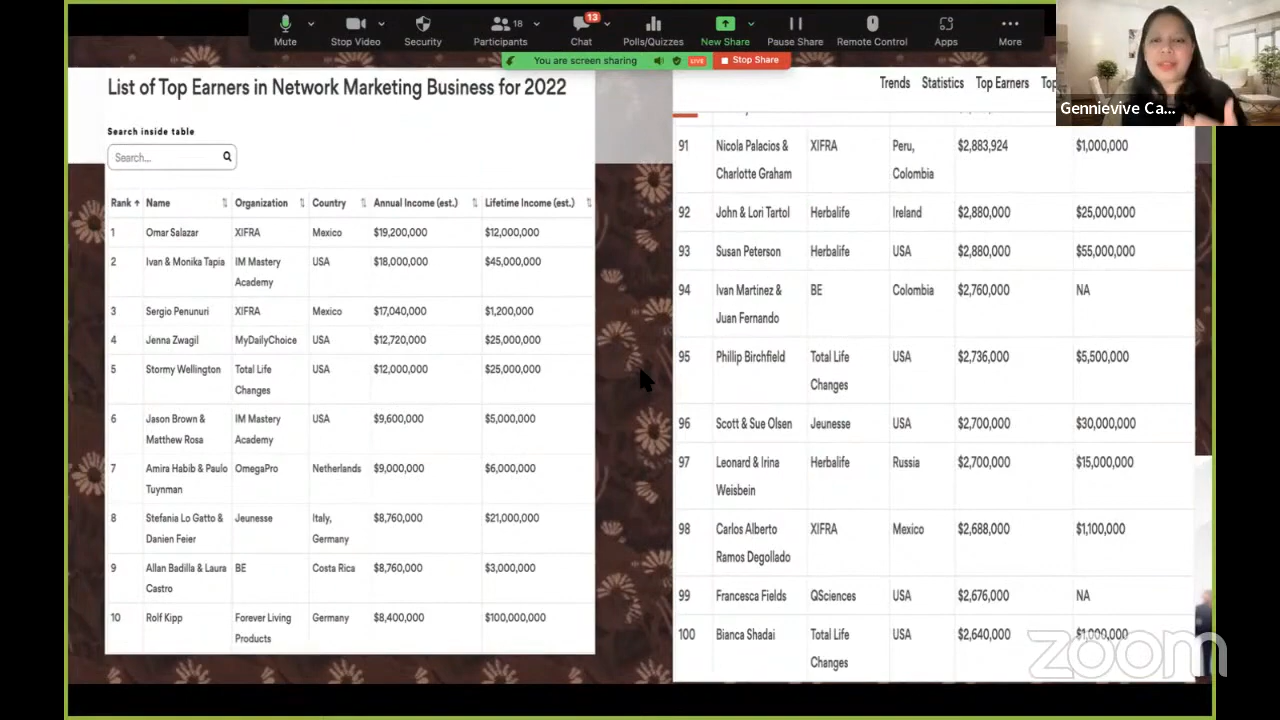 Mute
Stop Video
Security
18
Participants
13
Chat
Polls/Quizzes
New Share
Pause Share
Remote Control
Apps
More
You are screen sharing
LIVE
Stop Share
Gennievive Ca...
List of Top Earners in Network Marketing Business for 2022
Search inside table
Search...
Rank Name Organization Country Annual Income (est.) Lifetime Income (est.)
1 Omar Salazar XIFRA Mexico $19,200,000 $12,000,000
2 Ivan & Monika Tapia IM Mastery USA $18,000,000 $45,000,000
Academy
3 Sergio Penunuri XIFRA Mexico $17,040,000 $1,200,000
4 Jenna Zwagil MyDailyChoice USA $12,720,000 $25,000,000
5 Stormy Wellington Total Life USA $12,000,000 $25,000,000
Changes
6 Jason Brown & IM Mastery USA $9,600,000 $5,000,000
Matthew Rosa Academy
7 Amira Habib & Paulo OmegaPro Netherlands $9,000,000 $6,000,000
Tuynman
8 Stefania Lo Gatto & Jeunesse Italy, $8,760,000 $21,000,000
Danien Feier Germany
9 Allan Badilla & Laura BE Costa Rica $8,760,000 $3,000,000
Castro
10 Rolf Kipp Forever Living Germany $8,400,000 $100,000,000
Products
Trends Statistics Top Earners Top
91 Nicola Palacios & XIFRA Peru, $2,883,924 $1,000,000
Charlotte Graham Colombia
92 John & Lori Tartol Herbalife Ireland $2,880,000 $25,000,000
93 Susan Peterson Herbalife USA $2,880,000 $55,000,000
94 Ivan Martinez & BE Colombia $2,760,000 NA
Juan Fernando
95 Phillip Birchfield Total Life USA $2,736,000 $5,500,000
Changes
96 Scott & Sue Olsen Jeunesse USA $2,700,000 $30,000,000
97 Leonard & Irina Herbalife Russia $2,700,000 $15,000,000
Weisbein
98 Carlos Alberto XIFRA Mexico $2,688,000 $1,100,000
Ramos Degollado
99 Francesca Fields QSciences USA $2,676,000 NA
100 Bianca Shadai Total Life USA $2,640,000 $1,000,000
Changes
zoom